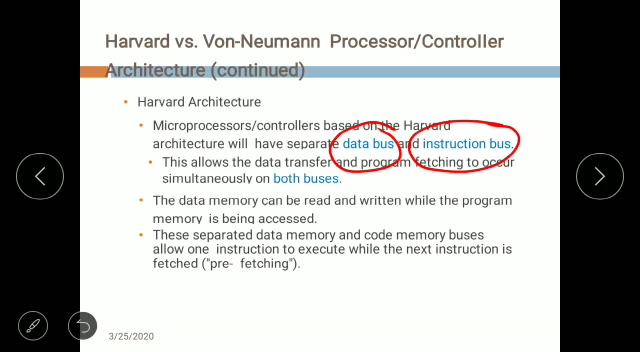 Harvard vs. Von-Neumann Processor/Controller
Architecture (continued)
• Harvard Architecture
• Microprocessors/controllers based on the Harvard
architecture will have separate data bus and instruction bus.
• This allows the data transfer and program fetching to occur
simultaneously on both buses.
• The data memory can be read and written while the program
memory is being accessed.
• These separated data memory and code memory buses
allow one instruction to execute while the next instruction is
fetched ("pre- fetching").
3/25/2020